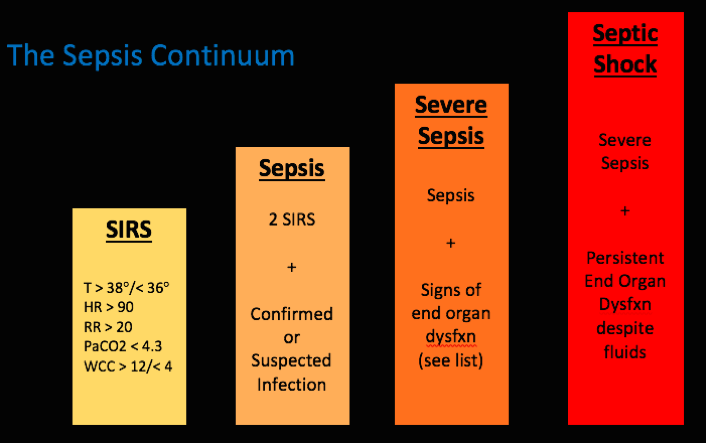 The Sepsis Continuum
SIRS
T > 38°/< 36°
HR > 90
RR > 20
PaCO2 < 4.3
WCC > 12/< 4
Sepsis
2 SIRS
+
Confirmed
or
Suspected
Infection
Severe
Sepsis
Sepsis
+
Signs of
end organ
dysfxn
(see list)
Septic
Shock
Severe
Sepsis
+
Persistent
End Organ
Dysfxn
despite
fluids